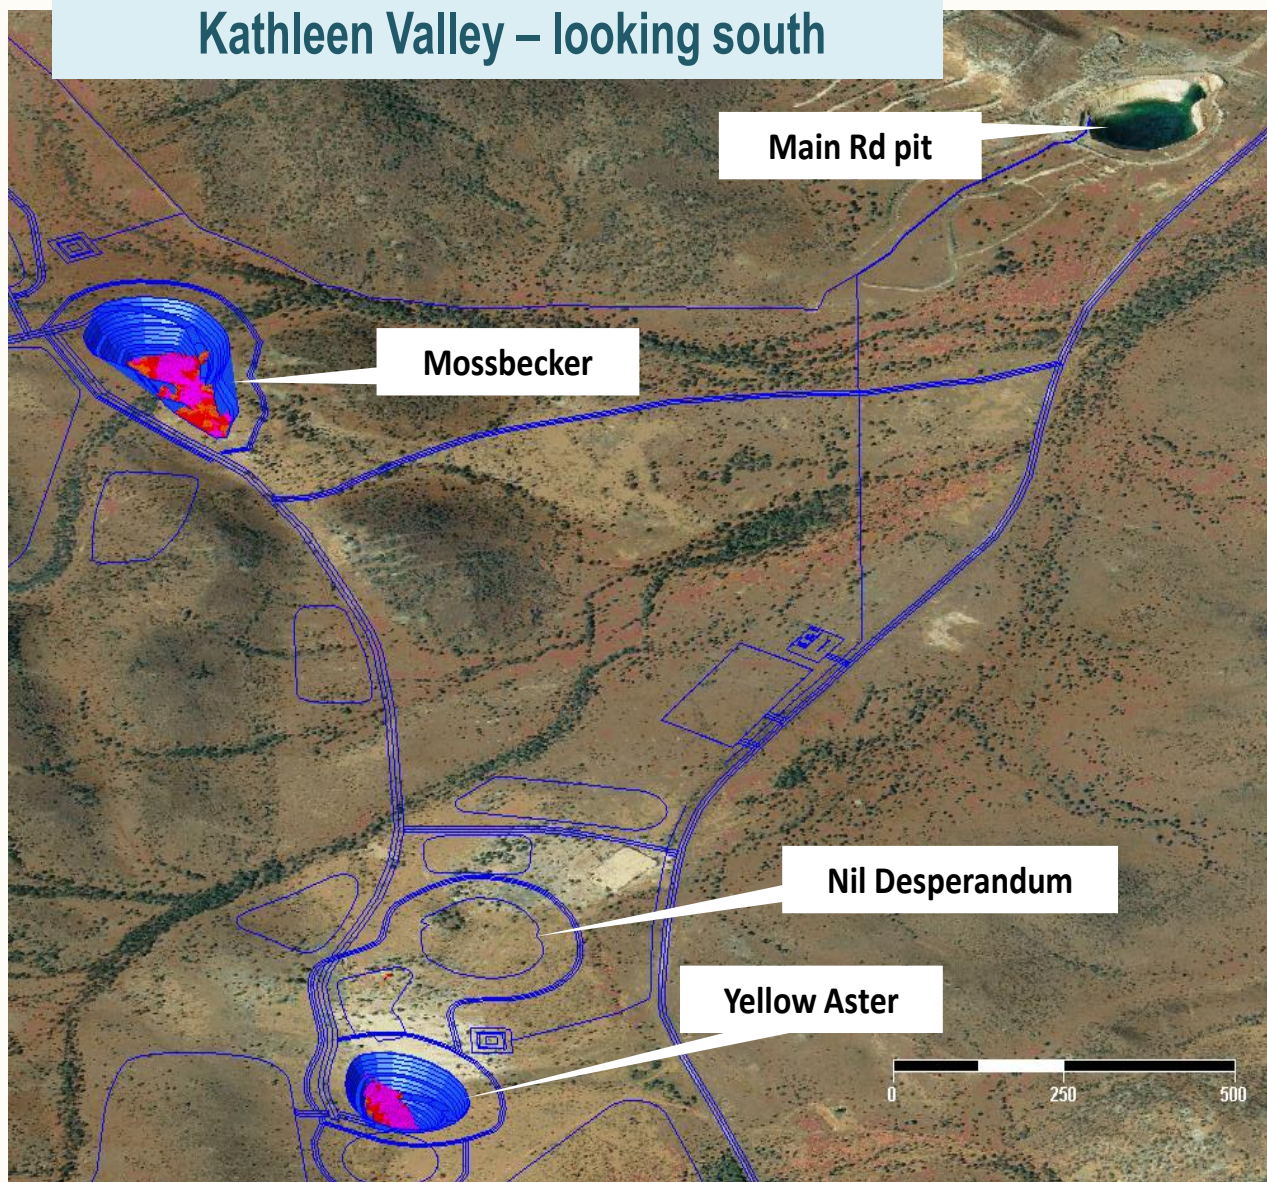 Kathleen Valley – looking south
Main Rd pit
Mossbecker
Nil Desperandum
Yellow Aster
0 250 500